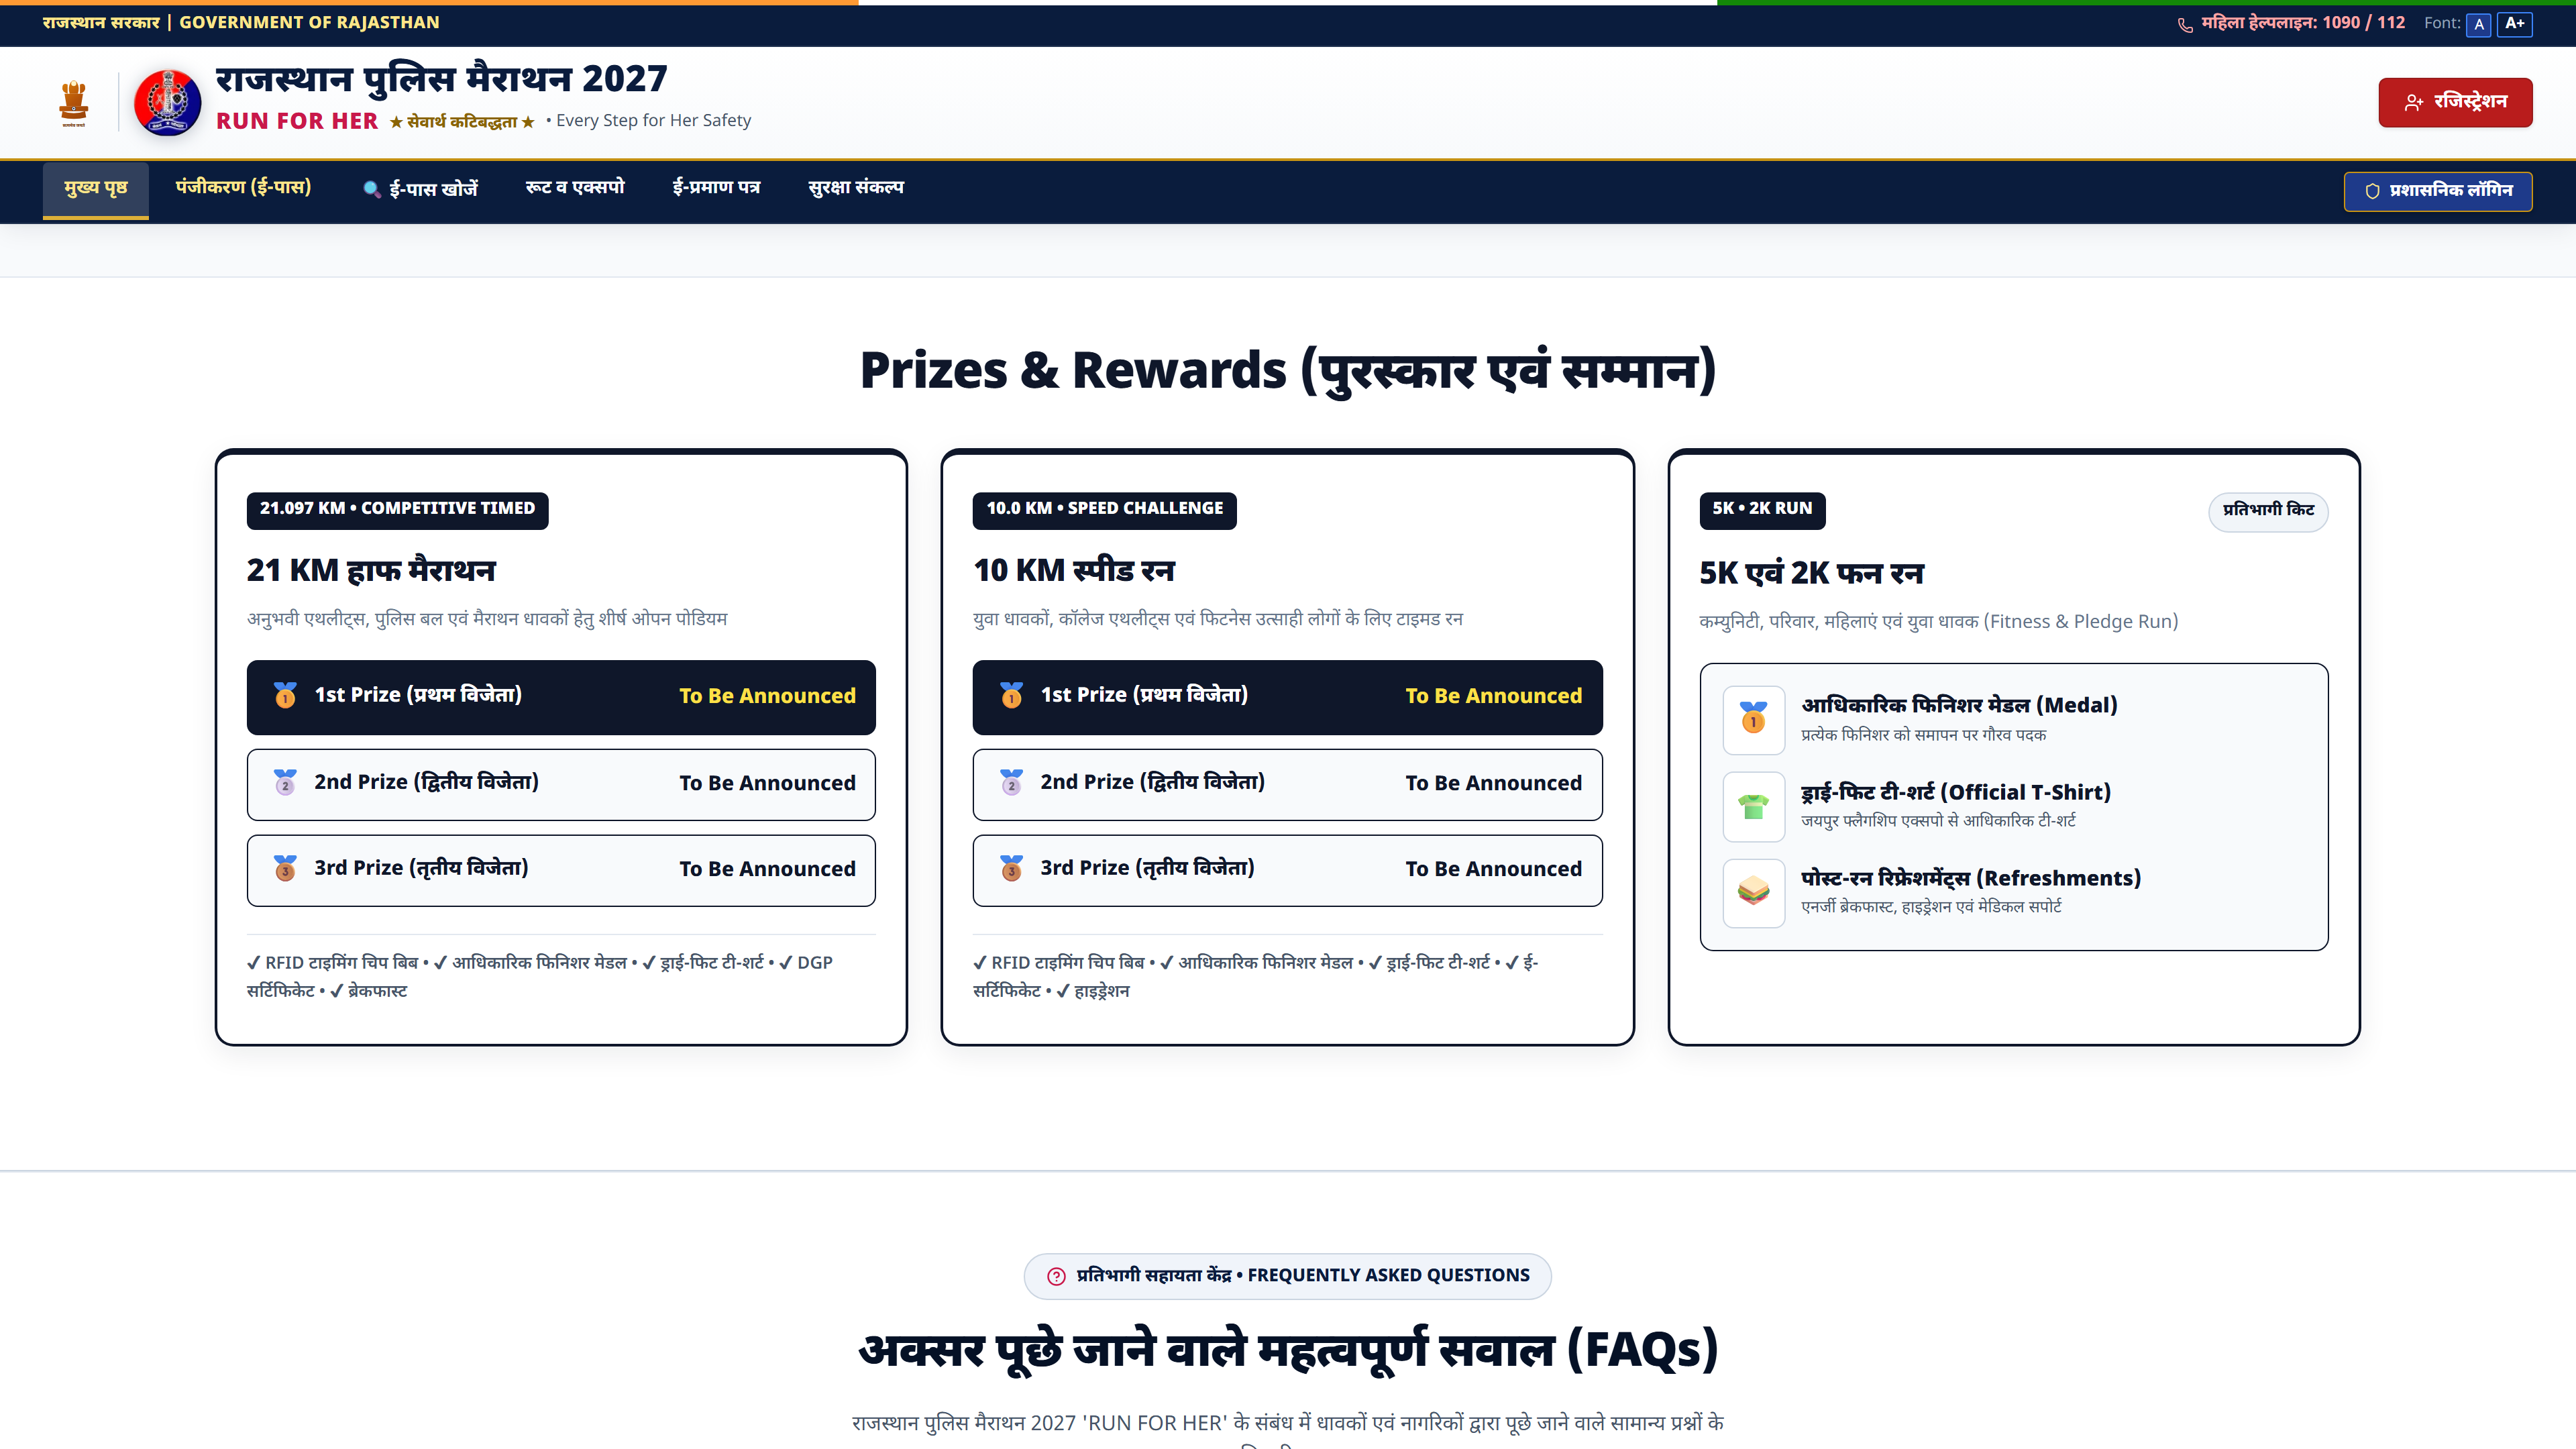 राजस्थान सरकार | GOVERNMENT OF RAJASTHAN
महिला हेल्पलाइन: 1090 / 112 Font: A A+
राजस्थान पुलिस मैराथन 2027
RUN FOR HER ★ सेवार्थ कटिबद्धता ★ • Every Step for Her Safety
रजिस्ट्रेशन
मुख्य पृष्ठ पंजीकरण (ई-पास) 🔍 ई-पास खोजें रूट व एक्सपो ई-प्रमाण पत्र सुरक्षा संकल्प
प्रशासनिक लॉगिन
Prizes & Rewards (पुरस्कार एवं सम्मान)
21.097 KM • COMPETITIVE TIMED
21 KM हाफ मैराथन
अनुभवी एथलीट्स, पुलिस बल एवं मैराथन धावकों हेतु शीर्ष ओपन पोडियम
1st Prize (प्रथम विजेता) To Be Announced
2nd Prize (द्वितीय विजेता) To Be Announced
3rd Prize (तृतीय विजेता) To Be Announced
✓ RFID टाइमिंग चिप बिब • ✓ आधिकारिक फिनिशर मेडल • ✓ ड्राई-फिट टी-शर्ट • ✓ DGP
सर्टिफिकेट • ✓ ब्रेकफास्ट
10.0 KM • SPEED CHALLENGE
10 KM स्पीड रन
युवा धावकों, कॉलेज एथलीट्स एवं फिटनेस उत्साही लोगों के लिए टाइमड रन
1st Prize (प्रथम विजेता) To Be Announced
2nd Prize (द्वितीय विजेता) To Be Announced
3rd Prize (तृतीय विजेता) To Be Announced
✓ RFID टाइमिंग चिप बिब • ✓ आधिकारिक फिनिशर मेडल • ✓ ड्राई-फिट टी-शर्ट • ✓ ई-
सर्टिफिकेट • ✓ हाइड्रेशन
5K • 2K RUN
प्रतिभागी किट
5K एवं 2K फन रन
कम्युनिटी, परिवार, महिलाएं एवं युवा धावक (Fitness & Pledge Run)
आधिकारिक फिनिशर मेडल (Medal)
प्रत्येक फिनिशर को समापन पर गौरव पदक
ड्राई-फिट टी-शर्ट (Official T-Shirt)
जयपुर फ्लैगशिप एक्सपो से आधिकारिक टी-शर्ट
पोस्ट-रन रिफ्रेशमेंट्स (Refreshments)
एनर्जी ब्रेकफास्ट, हाइड्रेशन एवं मेडिकल सपोर्ट
प्रतिभागी सहायता केंद्र • FREQUENTLY ASKED QUESTIONS
अक्सर पूछे जाने वाले महत्वपूर्ण सवाल (FAQs)
राजस्थान पुलिस मैराथन 2027 'RUN FOR HER' के संबंध में धावकों एवं नागरिकों द्वारा पूछे जाने वाले सामान्य प्रश्नों के